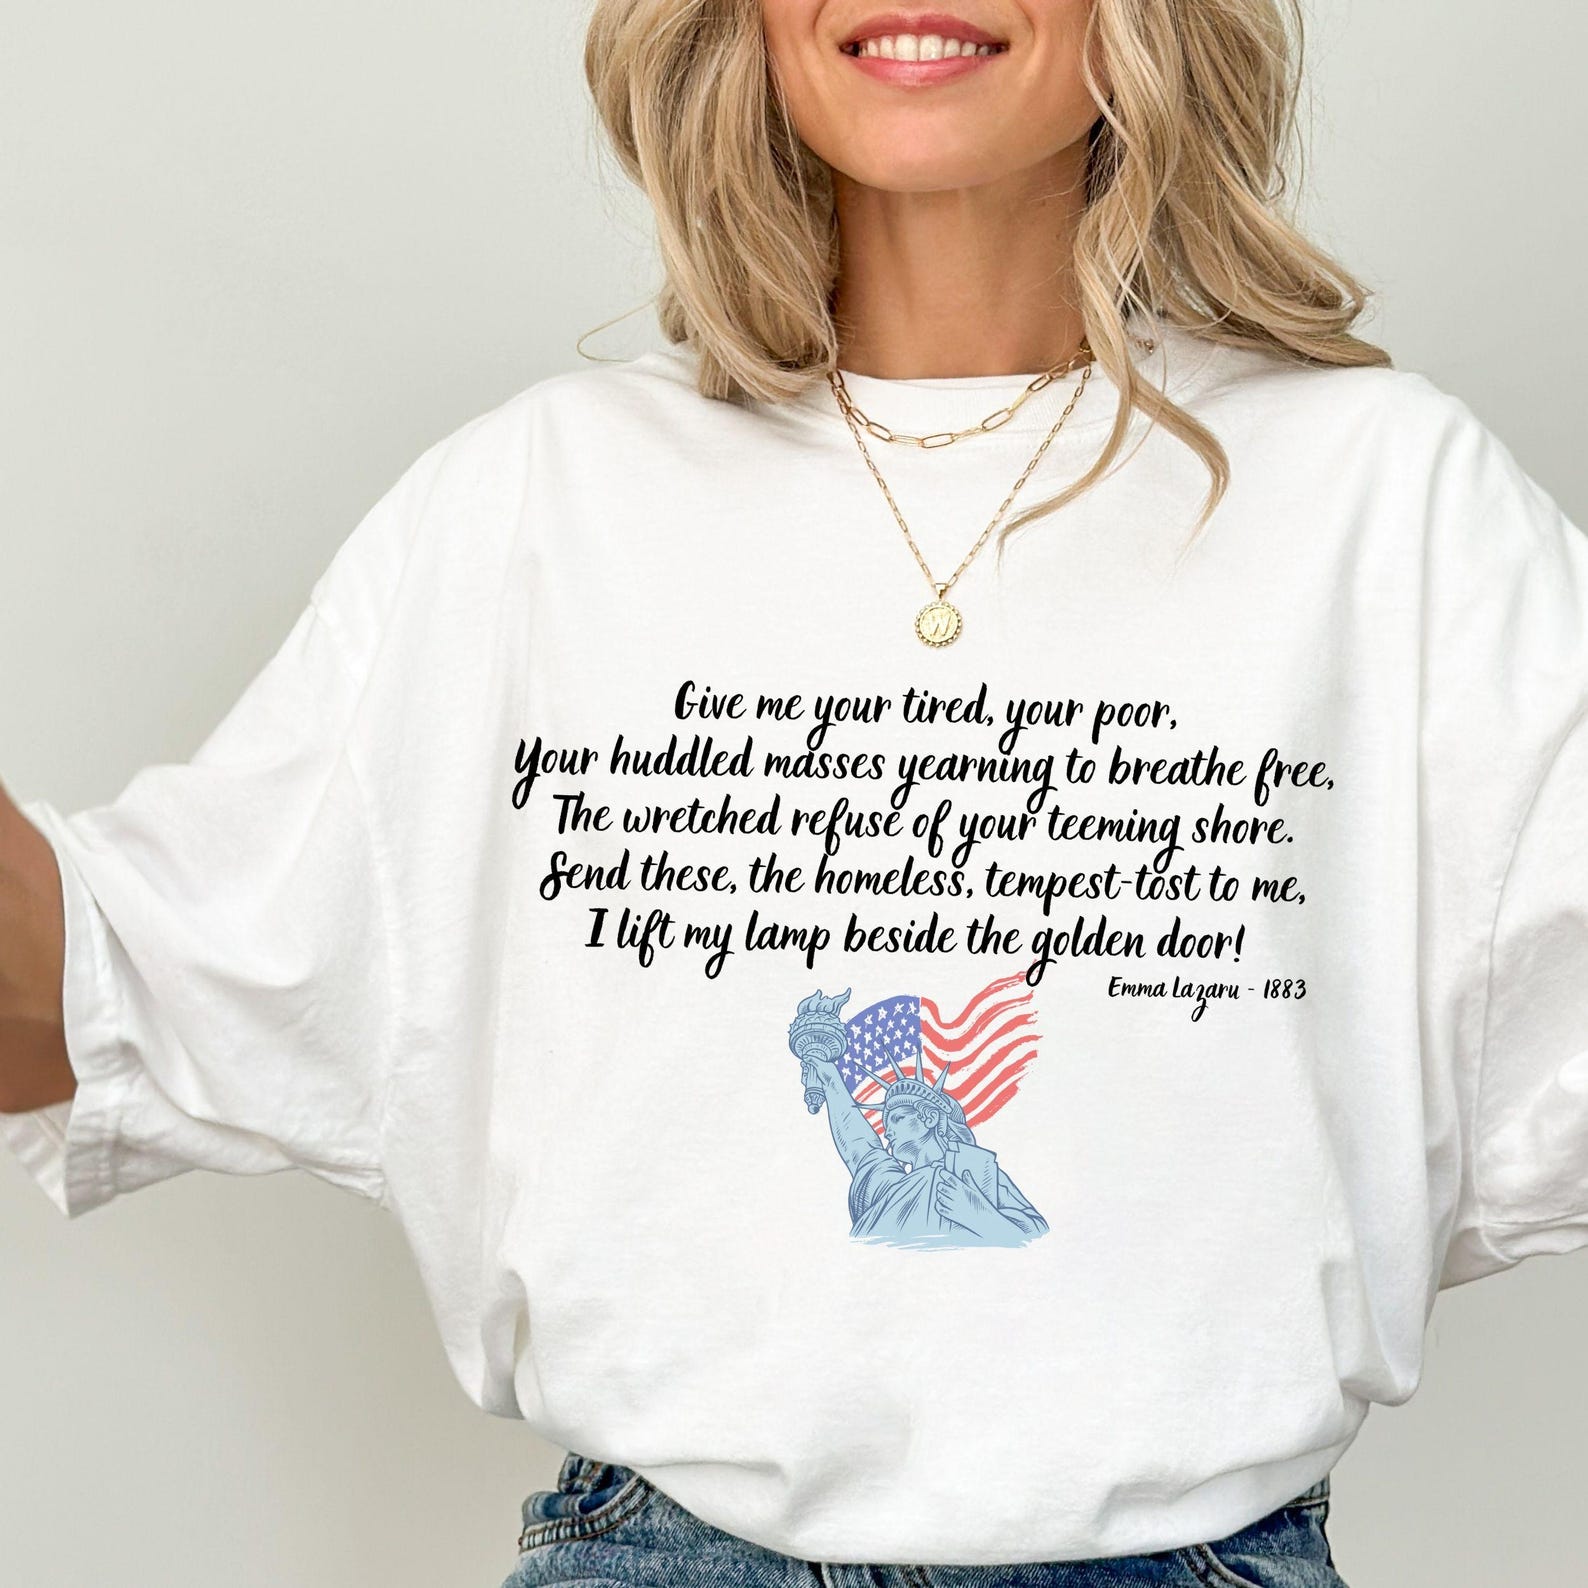 W
Give me your tired, your poor,
Your huddled masses yearning to breathe free,
The wretched refuse of your teeming shore.
Send these, the homeless, tempest-tost to me,
I lift my lamp beside the golden door!
Emma Lazaru - 1883